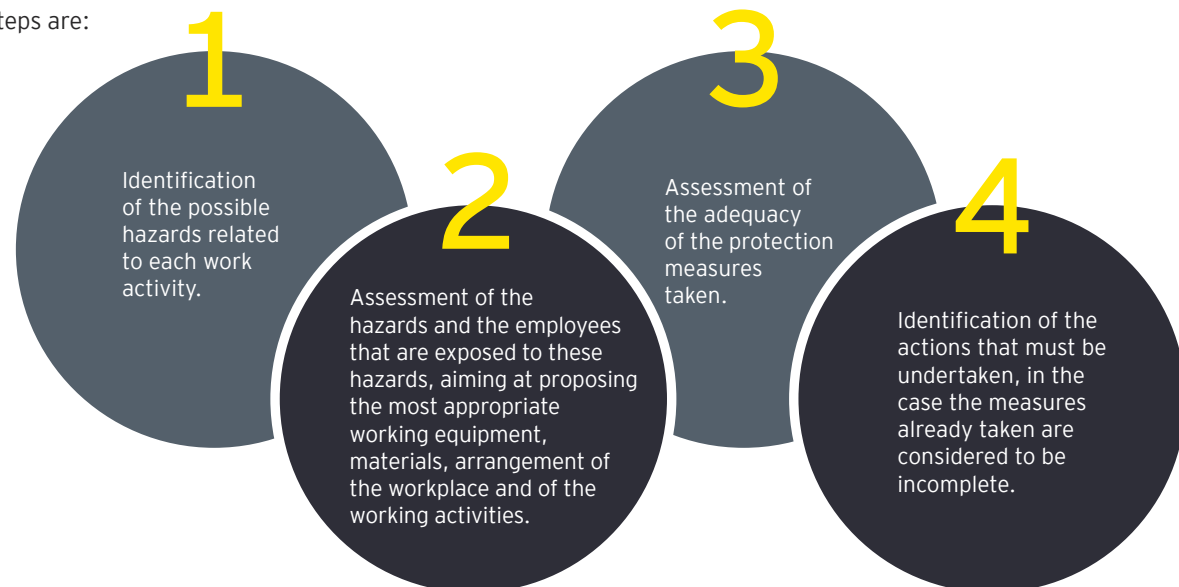 teps are:
1
Identification
of the possible
hazards related
to each work
activity.
2
Assessment of the
hazards and the employees
that are exposed to these
hazards, aiming at proposing
the most appropriate
working equipment,
materials, arrangement of
the workplace and of the
working activities.
3
Assessment of
the adequacy
of the protection
measures
taken.
4
Identification of the
actions that must be
undertaken, in the
case the measures
already taken are
considered to be
incomplete.